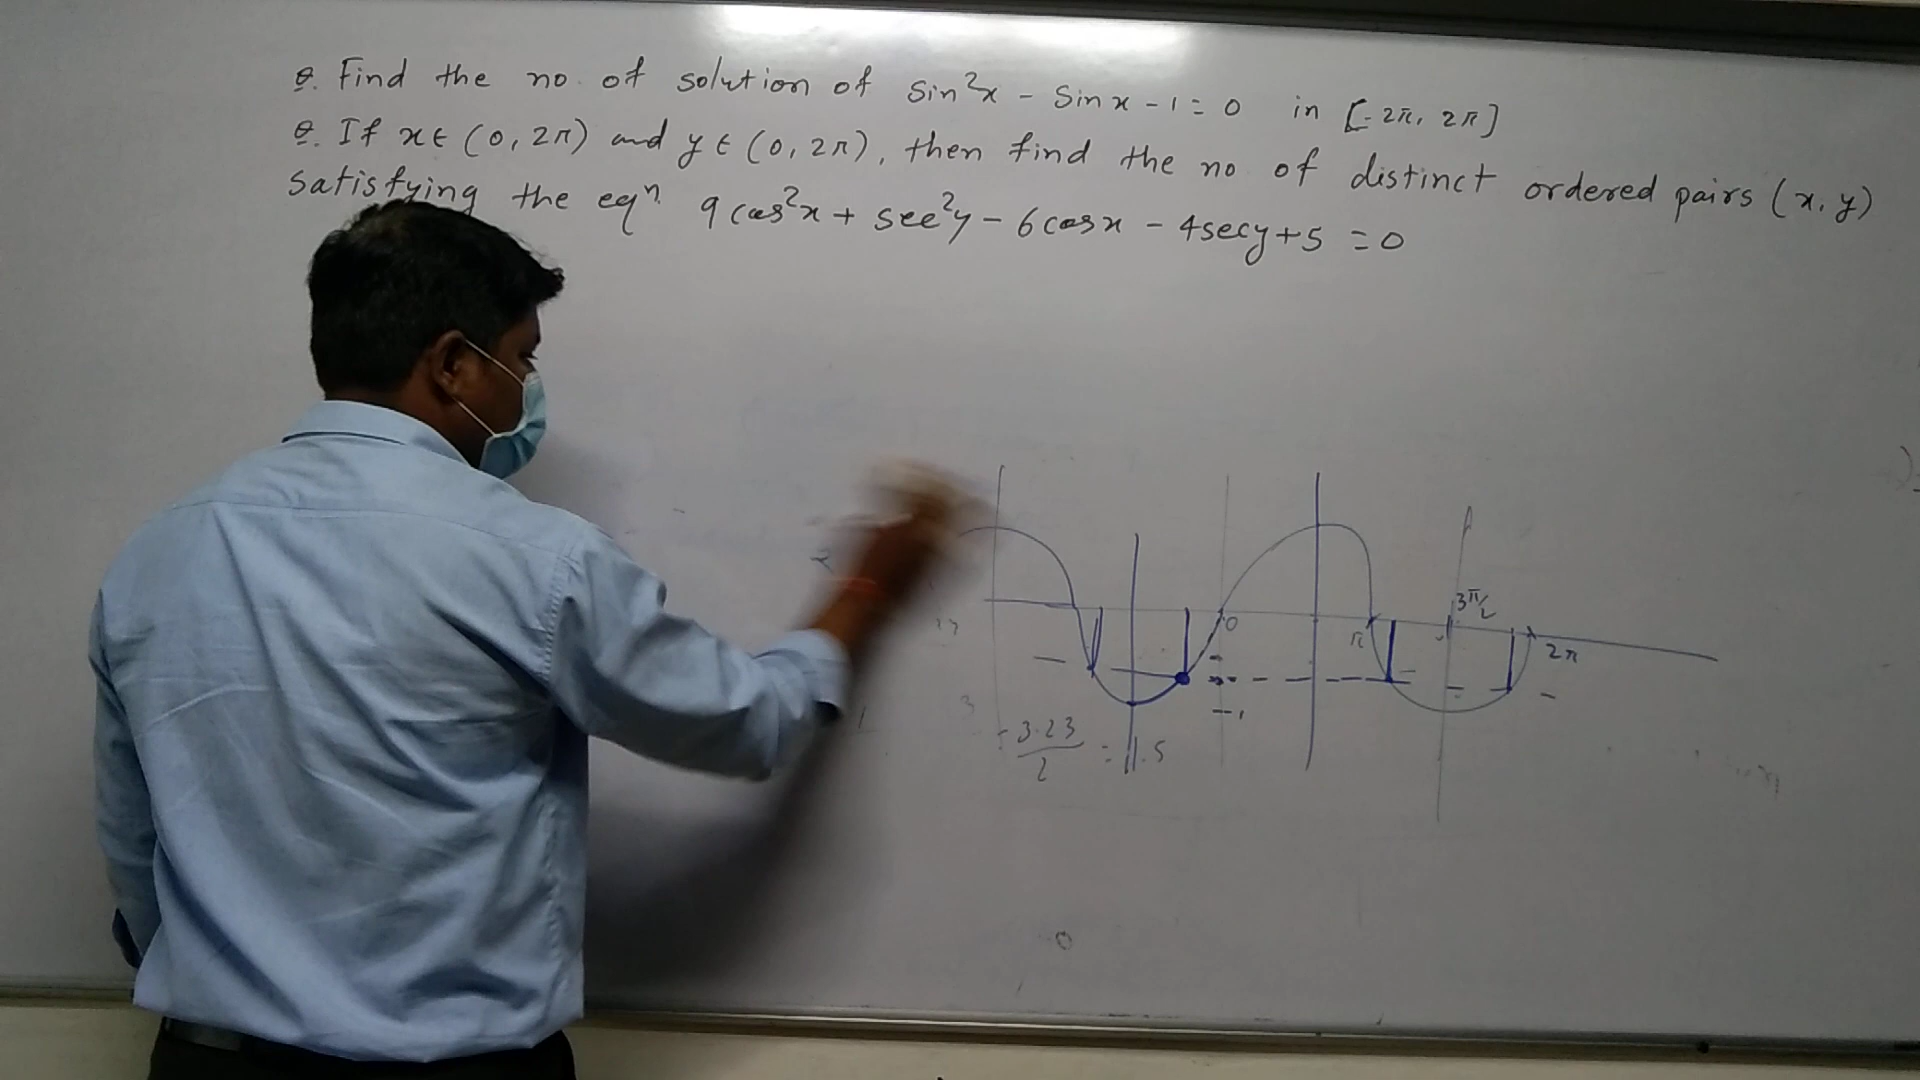 Q. Find the no. of solution of sin²x - Sin x - 1 = 0 in [-2π, 2π]
Q. If x ∈ (0, 2π) and y ∈ (0, 2π), then find the no of distinct ordered pairs (x, y)
Satisfying the eqⁿ. 9 cos²x + sec²y - 6 cos x - 4 sec y + 5 = 0
3π/2
0
π
2π
-1
-3.23/2 = 1.5
0